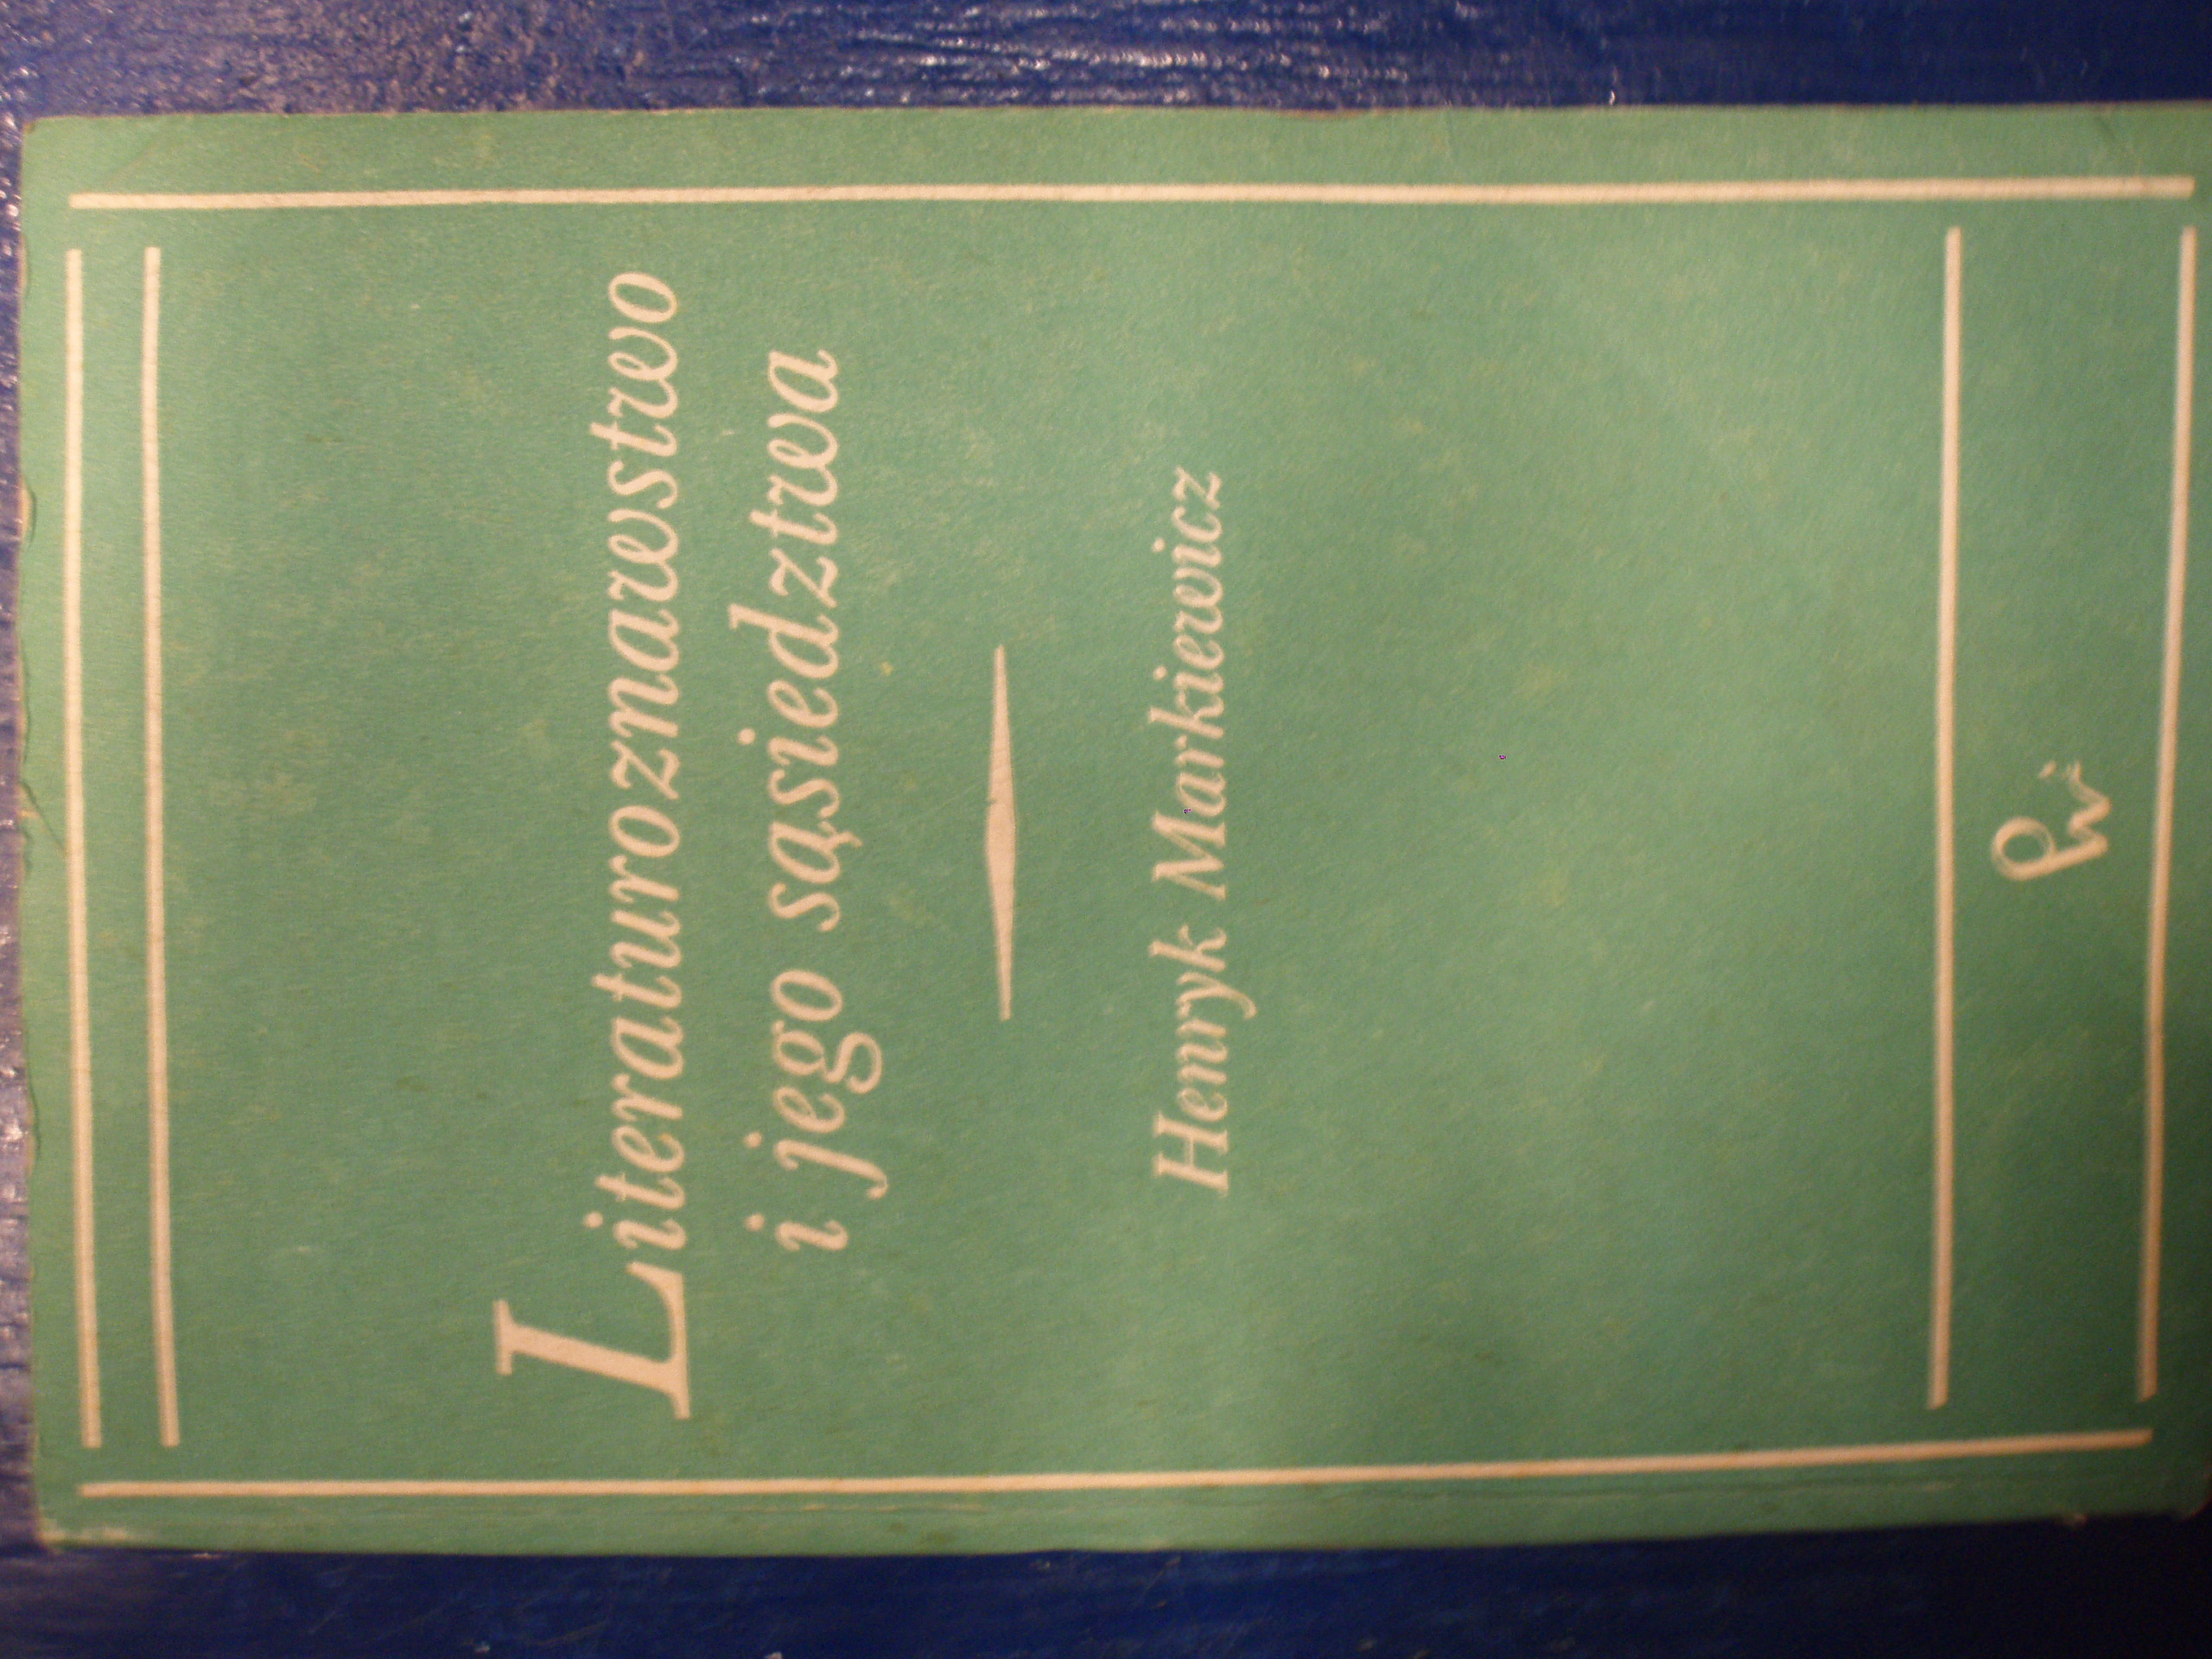 Literaturoznawstwo
i jego sąsiedztwa
Henryk Markiewicz